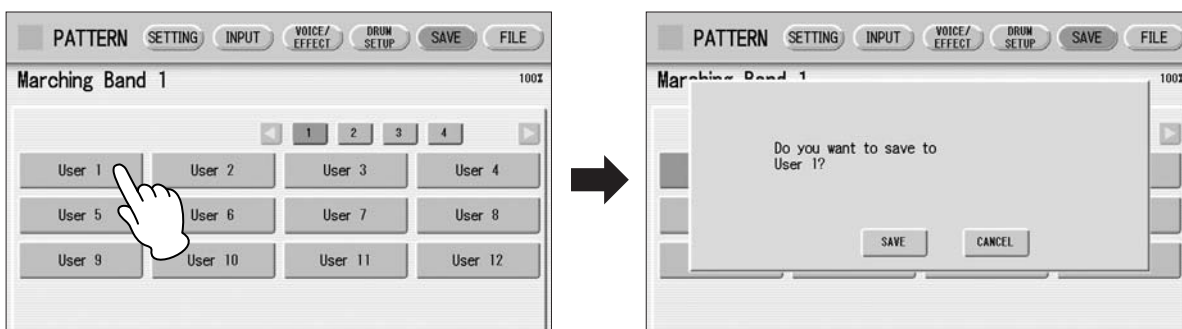 PATTERN SETTING INPUT VOICE/ EFFECT DRUM SETUP SAVE FILE
Marching Band 1 100%
1 2 3 4
User 1 User 2 User 3 User 4
User 5 User 6 User 7 User 8
User 9 User 10 User 11 User 12
PATTERN SETTING INPUT VOICE/ EFFECT DRUM SETUP SAVE FILE
Marching Band 1 100%
Do you want to save to
User 1?
SAVE CANCEL